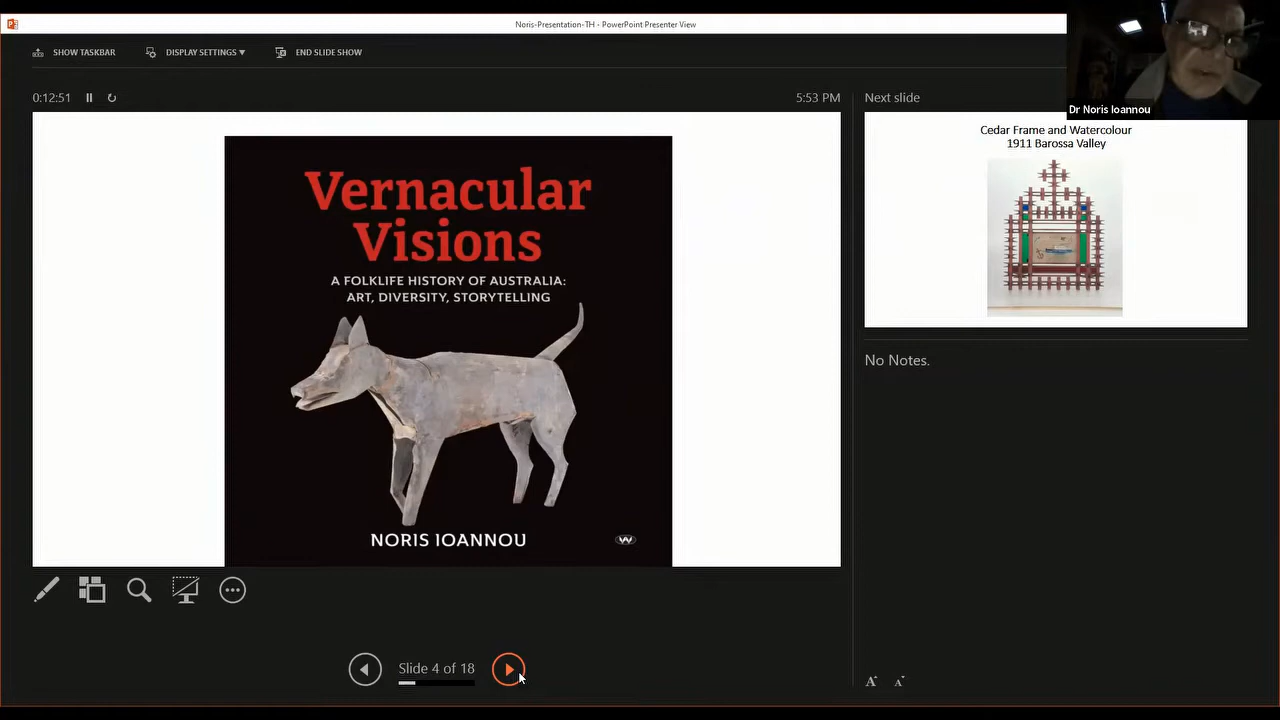 Noris-Presentation-TH - PowerPoint Presenter View
SHOW TASKBAR
DISPLAY SETTINGS ▾
END SLIDE SHOW
0:12:51
5:53 PM
Next slide
Dr Noris Ioannou
Vernacular
Visions
A FOLKLIFE HISTORY OF AUSTRALIA:
ART, DIVERSITY, STORYTELLING
NORIS IOANNOU
W
Cedar Frame and Watercolour
1911 Barossa Valley
No Notes.
Slide 4 of 18
A
A